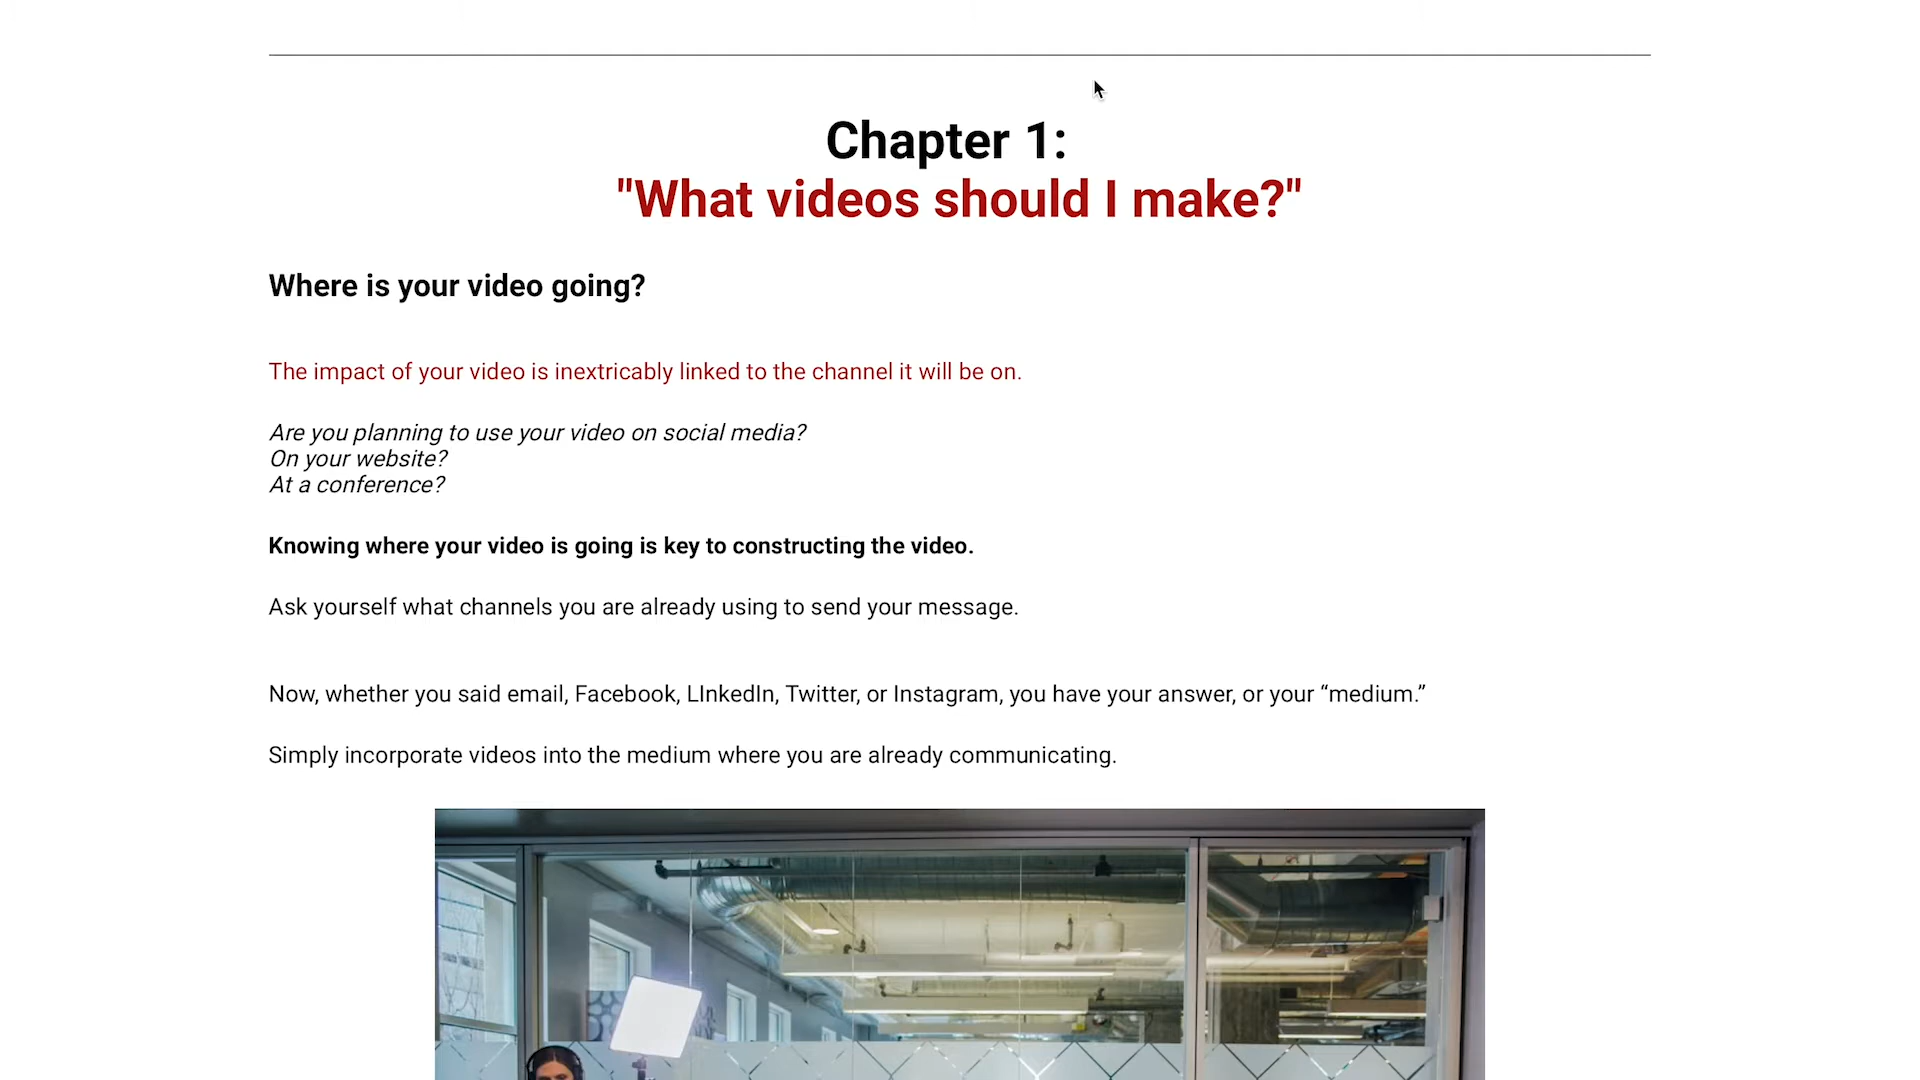 Chapter 1:
"What videos should I make?"
Where is your video going?
The impact of your video is inextricably linked to the channel it will be on.
Are you planning to use your video on social media?
On your website?
At a conference?
Knowing where your video is going is key to constructing the video.
Ask yourself what channels you are already using to send your message.
Now, whether you said email, Facebook, LInkedIn, Twitter, or Instagram, you have your answer, or your “medium.”
Simply incorporate videos into the medium where you are already communicating.